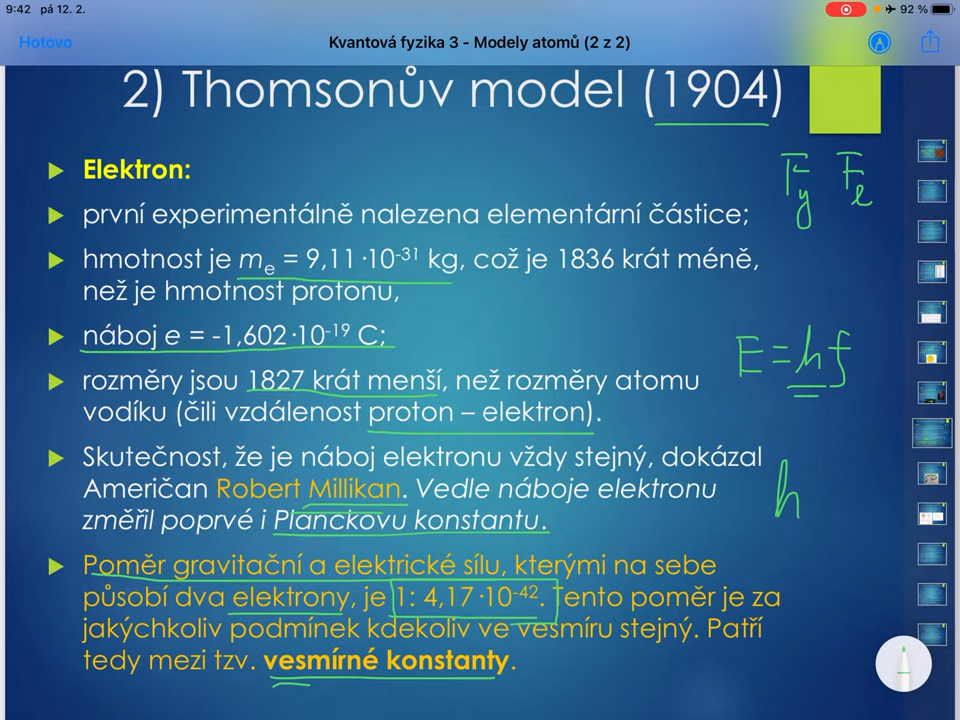 9:42 pá 12. 2.
92 %
Hotovo
Kvantová fyzika 3 - Modely atomů (2 z 2)
2) Thomsonův model (1904)
Elektron:
první experimentálně nalezena elementární částice;
hmotnost je mₑ = 9,11·10⁻³¹ kg, což je 1836 krát méně,
než je hmotnost protonu,
náboj e = -1,602·10⁻¹⁹ C;
rozměry jsou 1827 krát menší, než rozměry atomu
vodíku (čili vzdálenost proton – elektron).
Skutečnost, že je náboj elektronu vždy stejný, dokázal
Američan Robert Millikan. Vedle náboje elektronu
změřil poprvé i Planckovu konstantu.
Poměr gravitační a elektrické sílu, kterými na sebe
působí dva elektrony, je 1: 4,17·10⁻⁴². Tento poměr je za
jakýchkoliv podmínek kdekoliv ve vesmíru stejný. Patří
tedy mezi tzv. vesmírné konstanty.
Fy Fe
E = hf
h